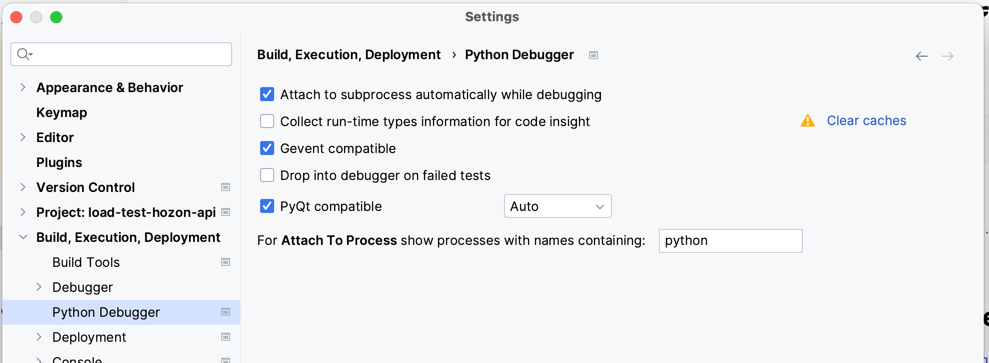 Settings
Build, Execution, Deployment › Python Debugger
Appearance & Behavior
Keymap
Editor
Plugins
Version Control
Project: load-test-hozon-api
Build, Execution, Deployment
Build Tools
Debugger
Python Debugger
Deployment
Console
Attach to subprocess automatically while debugging
Collect run-time types information for code insight
Clear caches
Gevent compatible
Drop into debugger on failed tests
PyQt compatible
Auto
For Attach To Process show processes with names containing:
python